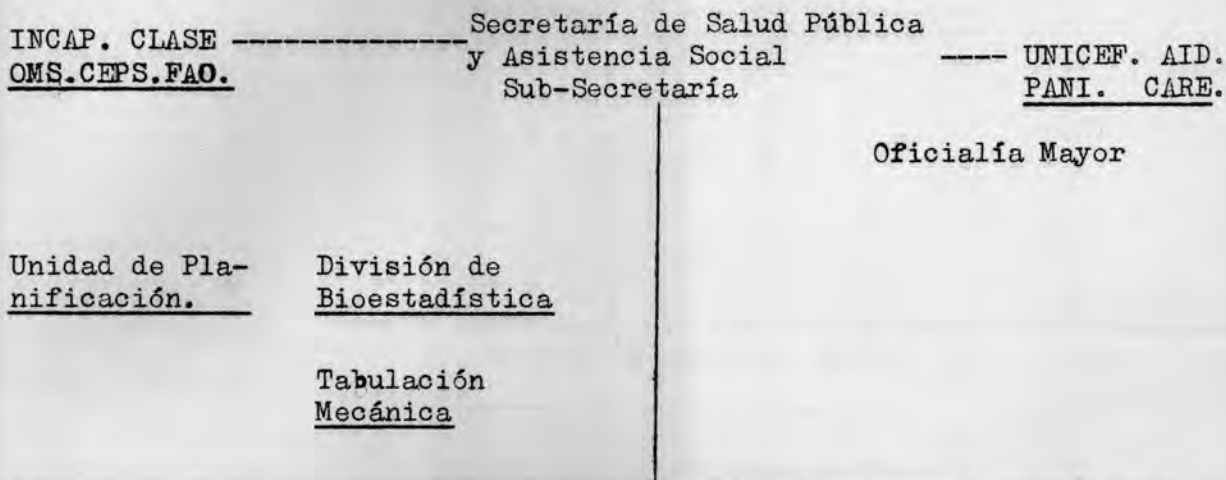 INCAP. CLASE
OMS.CEPS.FAO.
Secretaría de Salud Pública
y Asistencia Social
Sub-Secretaría
UNICEF. AID.
PANI. CARE.
Oficialía Mayor
Unidad de Pla-
nificación.
División de
Bioestadística
Tabulación
Mecánica